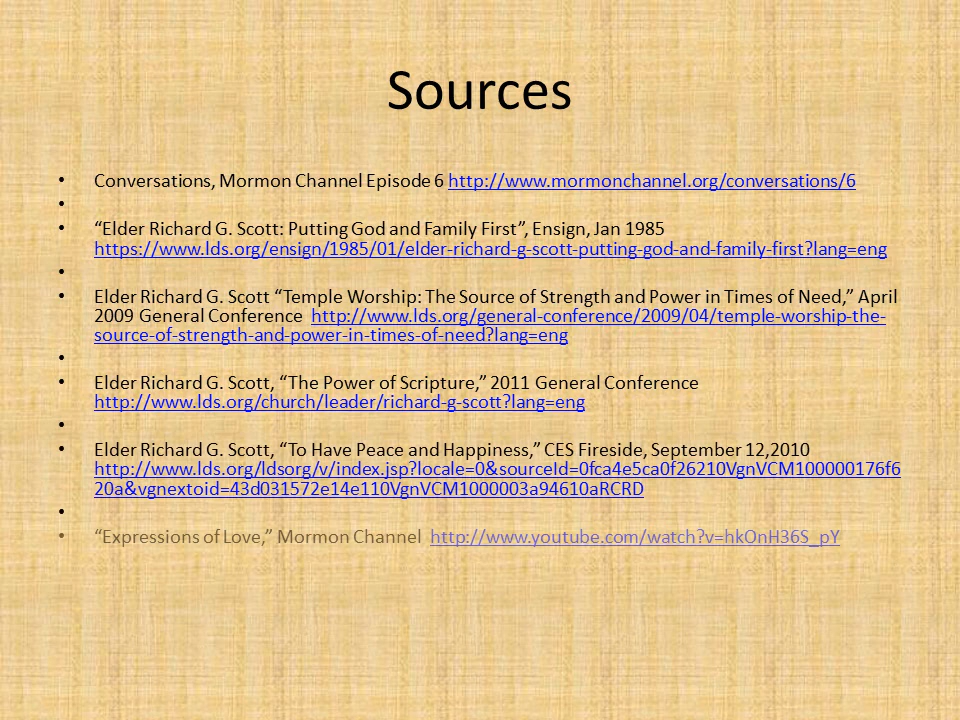 Sources
• Conversations, Mormon Channel Episode 6 http://www.mormonchannel.org/conversations/6
•
• “Elder Richard G. Scott: Putting God and Family First”, Ensign, Jan 1985
https://www.lds.org/ensign/1985/01/elder-richard-g-scott-putting-god-and-family-first?lang=eng
•
• Elder Richard G. Scott “Temple Worship: The Source of Strength and Power in Times of Need,” April
2009 General Conference http://www.lds.org/general-conference/2009/04/temple-worship-the-
source-of-strength-and-power-in-times-of-need?lang=eng
•
• Elder Richard G. Scott, “The Power of Scripture,” 2011 General Conference
http://www.lds.org/church/leader/richard-g-scott?lang=eng
•
• Elder Richard G. Scott, “To Have Peace and Happiness,” CES Fireside, September 12,2010
http://www.lds.org/ldsorg/v/index.jsp?locale=0&sourceId=0fca4e5ca0f26210VgnVCM100000176f6
20a&vgnextoid=43d031572e14e110VgnVCM1000003a94610aRCRD
•
• “Expressions of Love,” Mormon Channel http://www.youtube.com/watch?v=hkOnH36S_pY